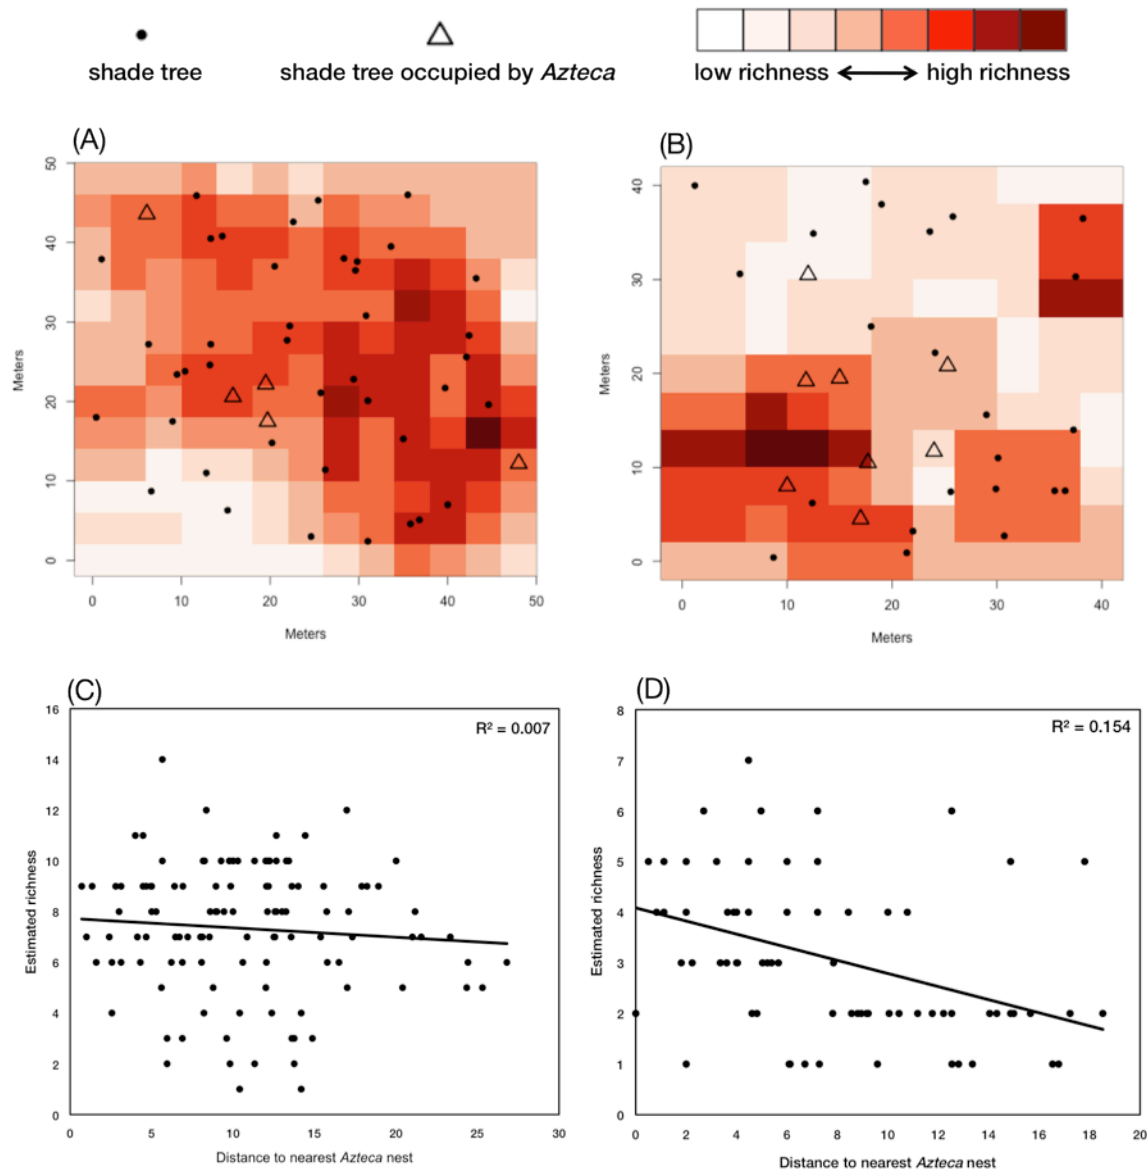 shade tree
shade tree occupied by Azteca
low richness high richness
(A)
50
40
30
20
10
0
Meters
0 10 20 30 40 50
Meters
(B)
40
30
20
10
0
Meters
0 10 20 30 40
Meters
(C)
R² = 0.007
16
14
12
10
8
6
4
2
0
Estimated richness
0 5 10 15 20 25 30
Distance to nearest Azteca nest
(D)
R² = 0.154
8
7
6
5
4
3
2
1
0
Estimated richness
0 2 4 6 8 10 12 14 16 18 20
Distance to nearest Azteca nest